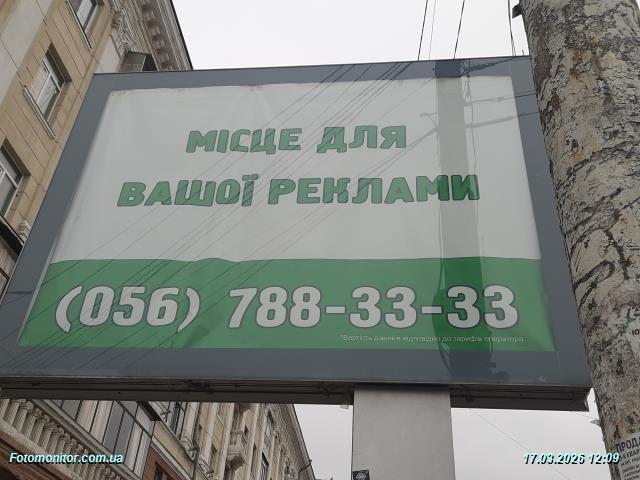 МІСЦЕ ДЛЯ
ВАШОЇ РЕКЛАМИ
(056) 788-33-33
*Вартість дзвінків відповідно до тарифів оператора
Fotomonitor.com.ua
17.03.2026 12:09